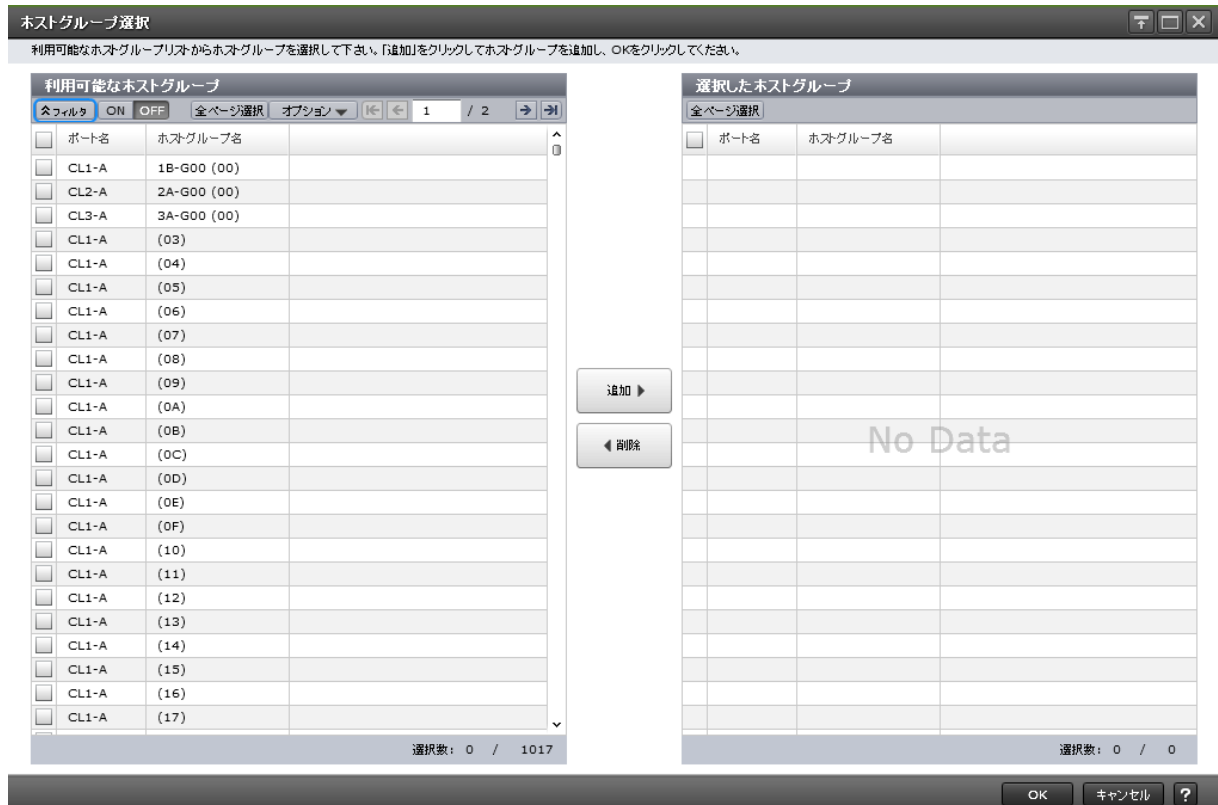 ホストグループ選択
利用可能なホストグループリストからホストグループを選択して下さい。「追加」をクリックしてホストグループを追加し、OKをクリックしてください。
利用可能なホストグループ
フィルタ ON OFF 全ページ選択 オプション 1 / 2
ポート名 ホストグループ名
CL1-A 1B-G00 (00)
CL2-A 2A-G00 (00)
CL3-A 3A-G00 (00)
CL1-A (03)
CL1-A (04)
CL1-A (05)
CL1-A (06)
CL1-A (07)
CL1-A (08)
CL1-A (09)
CL1-A (0A)
CL1-A (0B)
CL1-A (0C)
CL1-A (0D)
CL1-A (0E)
CL1-A (0F)
CL1-A (10)
CL1-A (11)
CL1-A (12)
CL1-A (13)
CL1-A (14)
CL1-A (15)
CL1-A (16)
CL1-A (17)
選択数: 0 / 1017
追加
削除
選択したホストグループ
全ページ選択
ポート名 ホストグループ名
No Data
選択数: 0 / 0
OK キャンセル ?